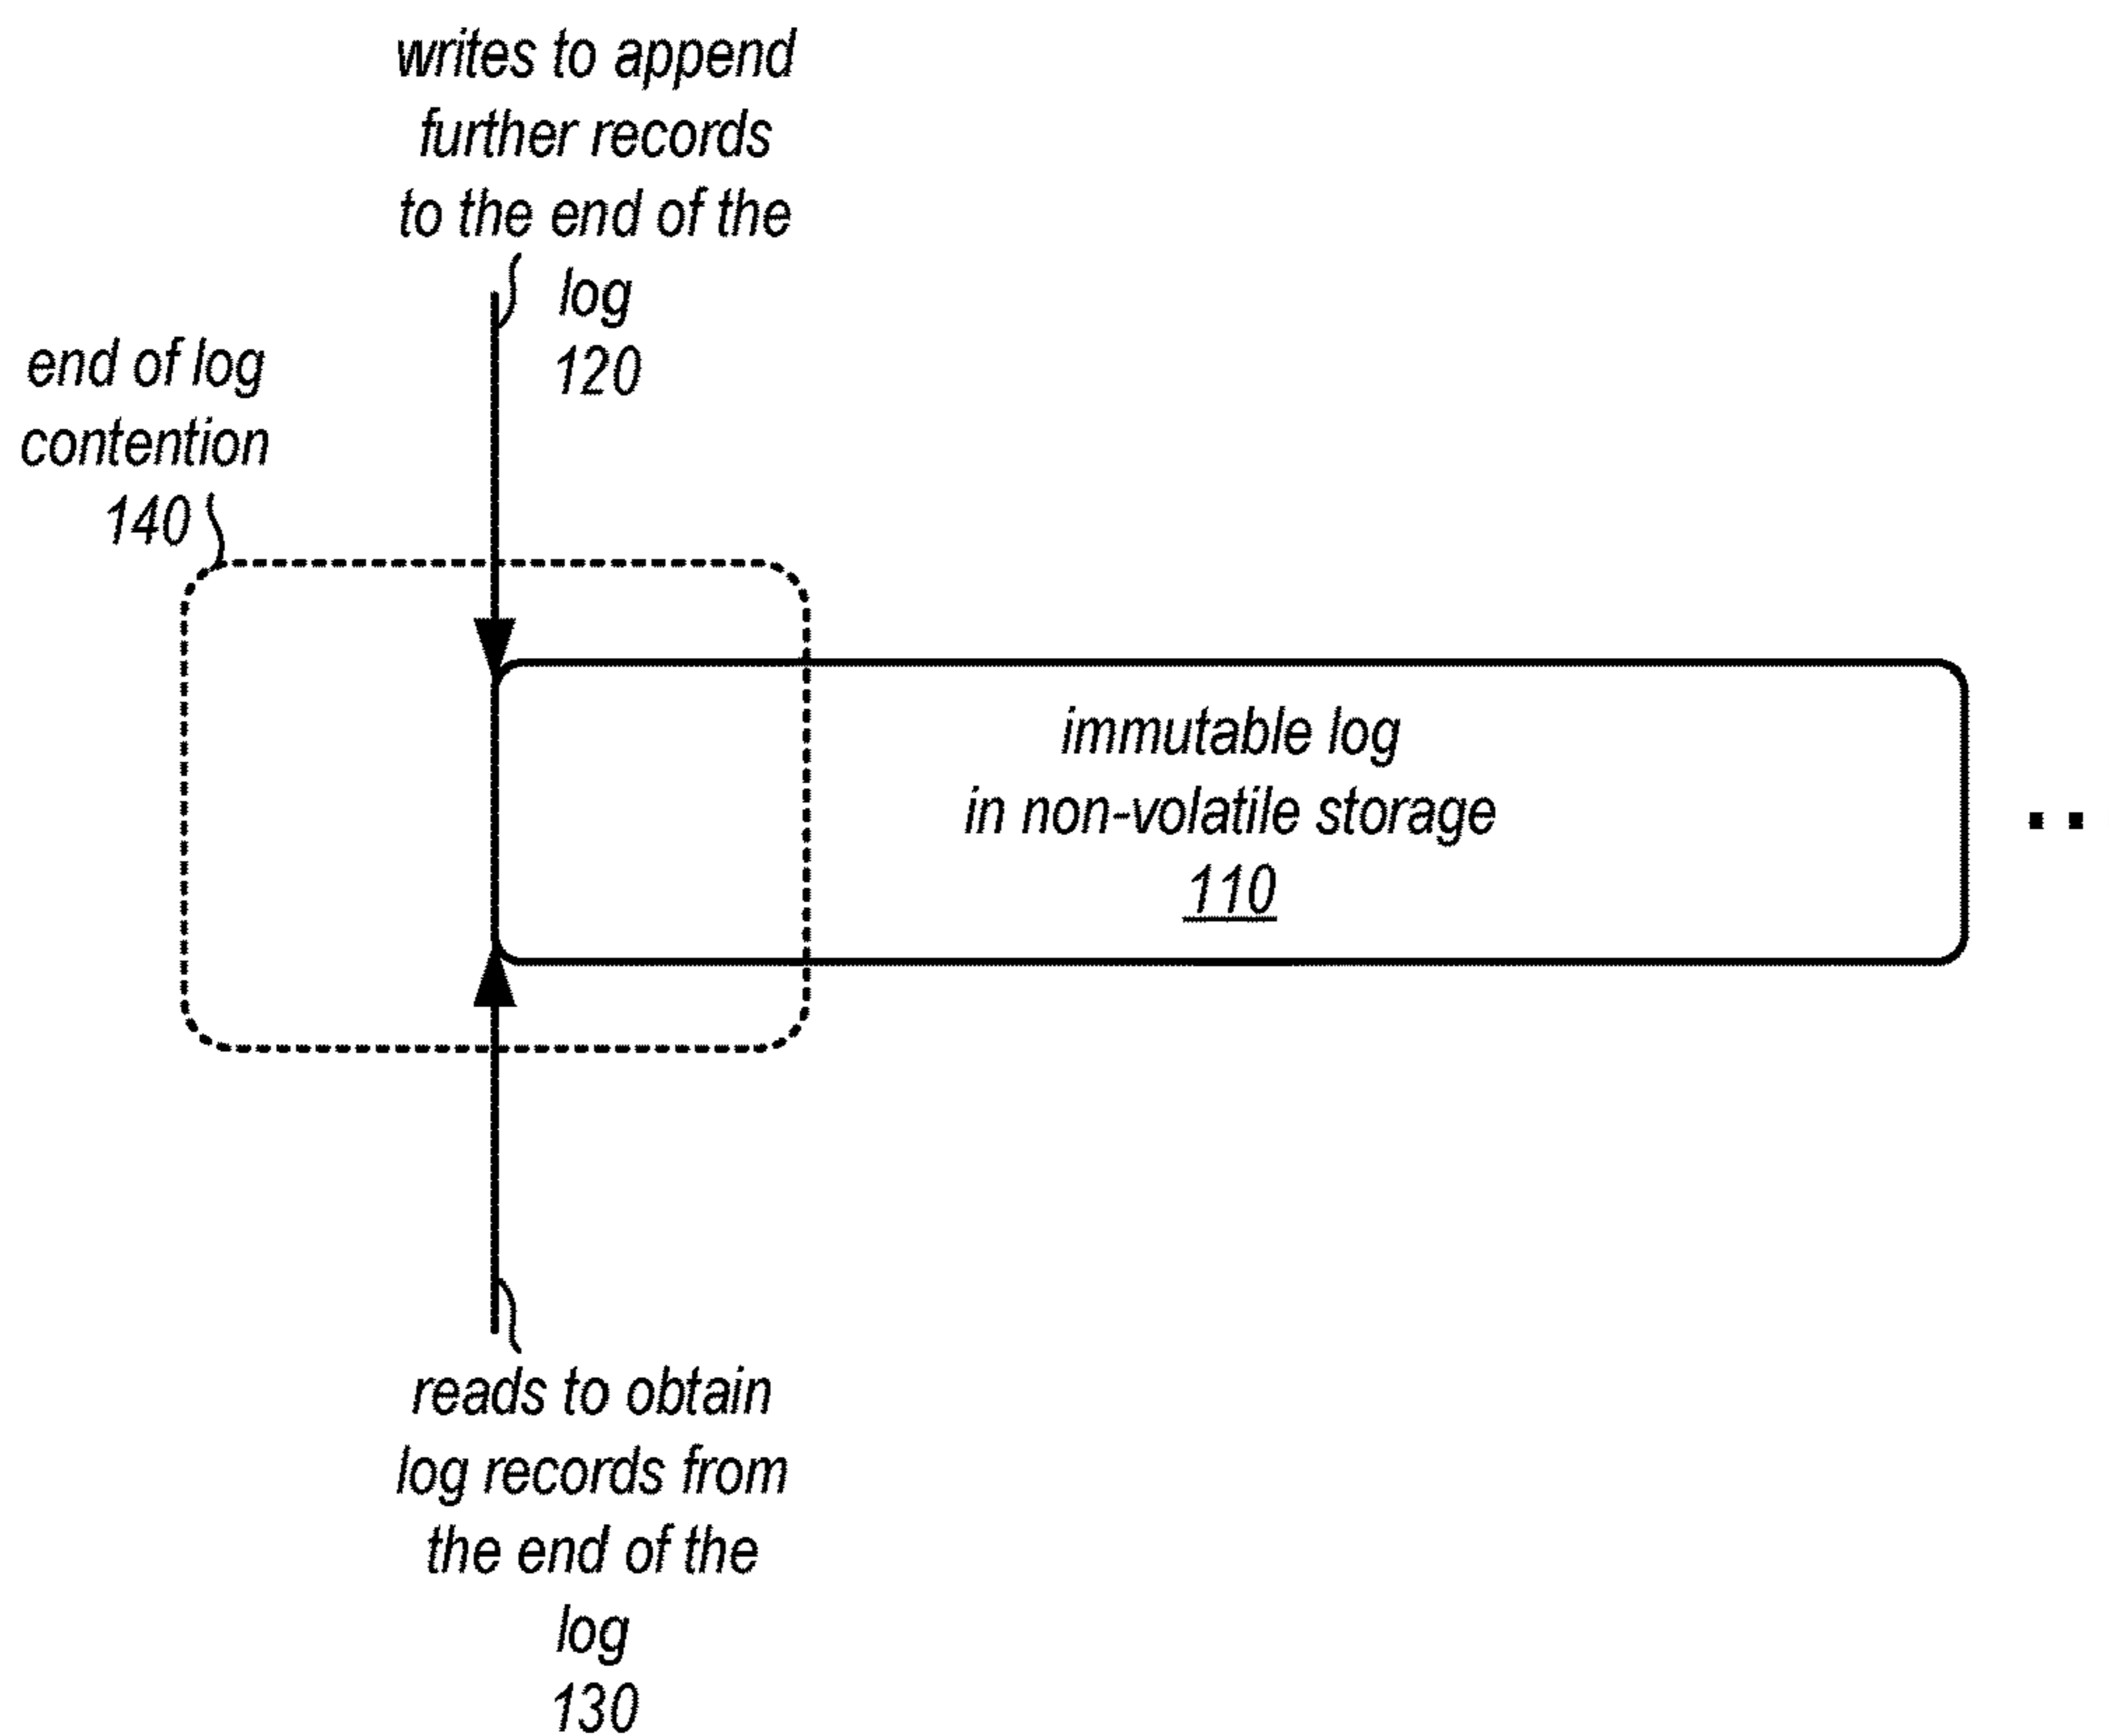 writes to append
further records
to the end of the
log
120
end of log
contention
140
immutable log
in non-volatile storage
110
reads to obtain
log records from
the end of the
log
130